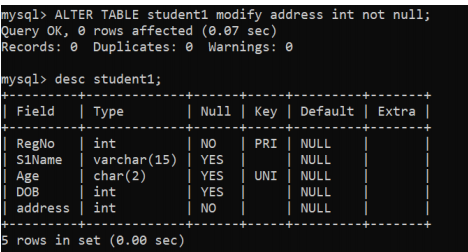 mysql> ALTER TABLE student1 modify address int not null;
Query OK, 0 rows affected (0.07 sec)
Records: 0  Duplicates: 0  Warnings: 0

mysql> desc student1;
+---------+-------------+------+-----+---------+-------+
| Field   | Type        | Null | Key | Default | Extra |
+---------+-------------+------+-----+---------+-------+
| RegNo   | int         | NO   | PRI | NULL    |       |
| S1Name  | varchar(15) | YES  |     | NULL    |       |
| Age     | char(2)     | YES  | UNI | NULL    |       |
| DOB     | int         | YES  |     | NULL    |       |
| address | int         | NO   |     | NULL    |       |
+---------+-------------+------+-----+---------+-------+
5 rows in set (0.00 sec)